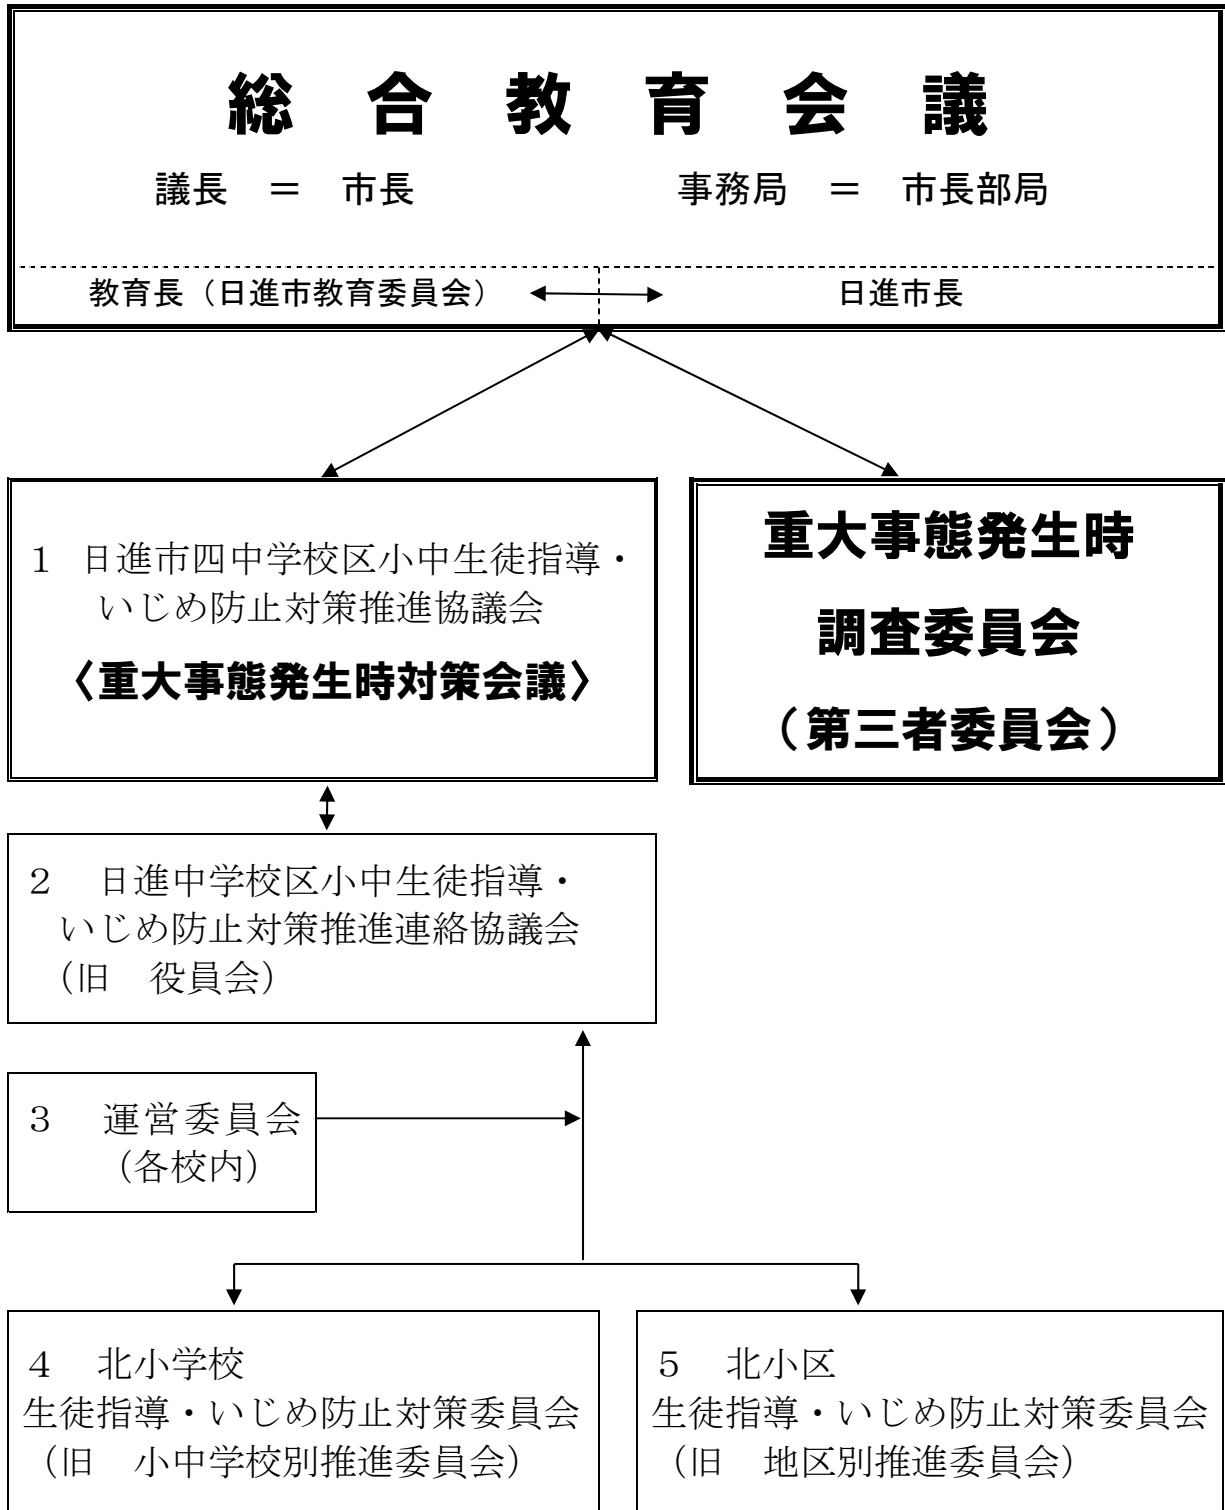 総　合　教　育　会　議
議長　＝　市長　　　　　　　事務局　＝　市長部局
教育長（日進市教育委員会）　　　　　　　　　日進市長
１　日進市四中学校区小中生徒指導・
いじめ防止対策推進協議会
〈重大事態発生時対策会議〉
重大事態発生時
調査委員会
（第三者委員会）
２　日進中学校区小中生徒指導・
いじめ防止対策推進連絡協議会
（旧　役員会）
３　運営委員会
（各校内）
４　北小学校
生徒指導・いじめ防止対策委員会
（旧　小中学校別推進委員会）
５　北小区
生徒指導・いじめ防止対策委員会
（旧　地区別推進委員会）